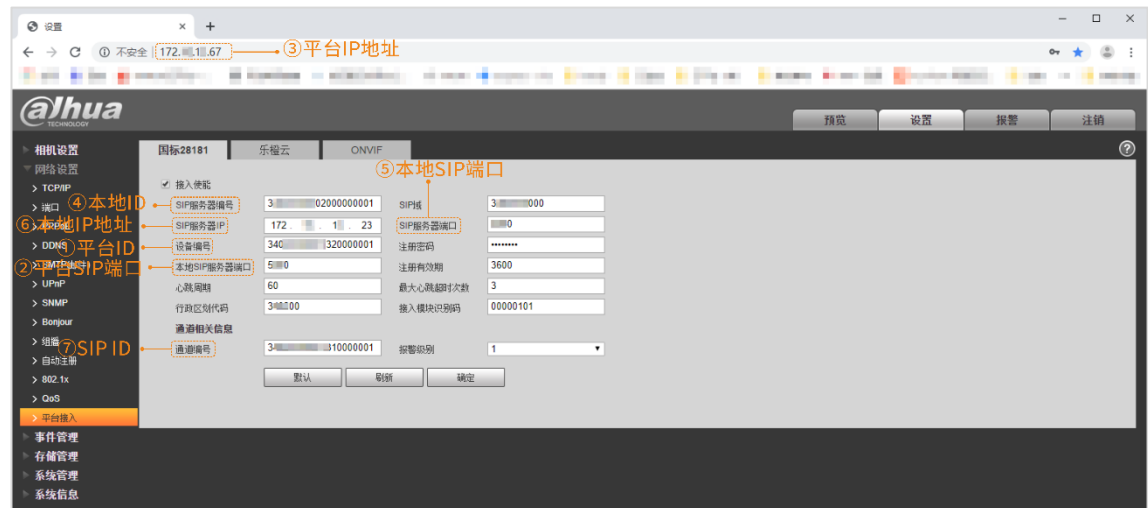 设置 × +
不安全 172. .1 .67 ③平台IP地址
alhua
TECHNOLOGY
预览 设置 报警 注销
相机设置 国标28181 乐橙云 ONVIF
网络设置 ⑤本地SIP端口
TCP/IP 接入使能
端口 ④本地ID SIP服务器编号 3 02000000001 SIP域 3 000
⑥本地IP地址 SIP服务器IP 172. . 1 . 23 SIP服务器端口 0
DDNS ①平台ID 设备编号 340 320000001 注册密码 ••••••••
②平台SIP端口 本地SIP服务器端口 5 0 注册有效期 3600
UPnP 心跳周期 60 最大心跳超时次数 3
SNMP 行政区划代码 3 00 接入模块识别码 00000101
Bonjour 通道相关信息
组播 ⑦SIP ID 通道编号 3 310000001 报警级别 1
自动注册
802.1x 默认 刷新 确定
QoS
平台接入
事件管理
存储管理
系统管理
系统信息